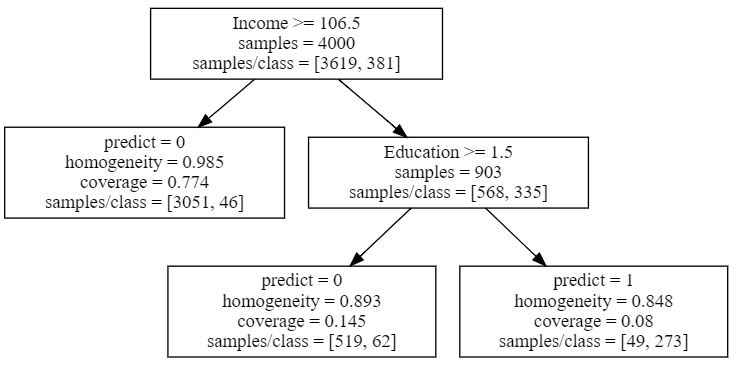 Income >= 106.5
samples = 4000
samples/class = [3619, 381]
predict = 0
homogeneity = 0.985
coverage = 0.774
samples/class = [3051, 46]
Education >= 1.5
samples = 903
samples/class = [568, 335]
predict = 0
homogeneity = 0.893
coverage = 0.145
samples/class = [519, 62]
predict = 1
homogeneity = 0.848
coverage = 0.08
samples/class = [49, 273]